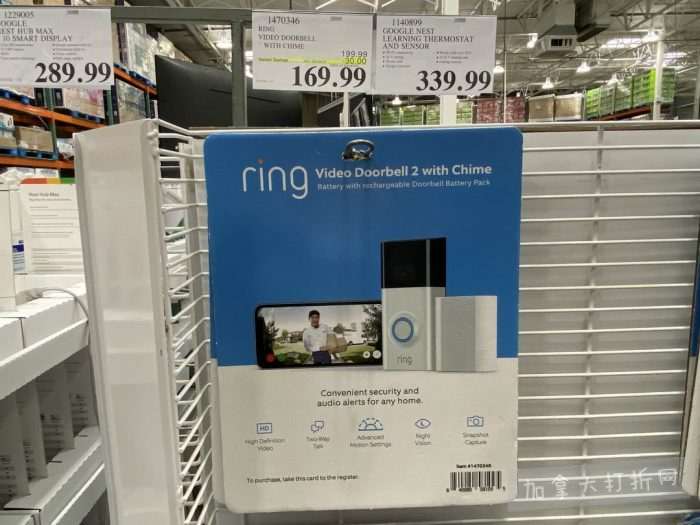 1229005
GOOGLE
EST HUB MAX
10 SMART DISPLAY
289.99
1470346
RING
VIDEO DOORBELL
WITH CHIME
199.99
30.00
169.99
1140899
GOOGLE NEST
LEARNING THERMOSTAT
AND SENSOR
339.99
ring
Video Doorbell 2 with Chime
Battery with rechargeable Doorbell Battery Pack
ring
Convenient security and
audio alerts for any home.
HD
High Definition
Video
Two-Way
Talk
Advanced
Motion Settings
Night
Vision
Snapshot
Capture
Item #1470346
To purchase, take this card to the register.
加拿大打折网